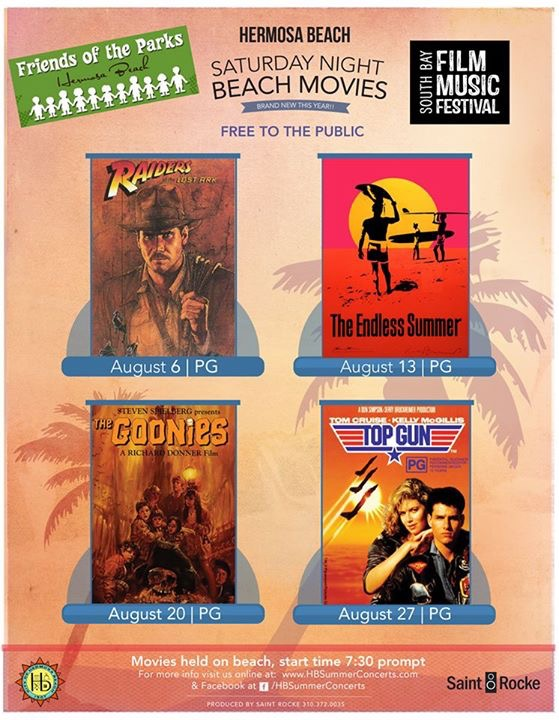 Friends of the Parks
Hermosa Beach
HERMOSA BEACH
SATURDAY NIGHT
BEACH MOVIES
BRAND NEW THIS YEAR!!
FREE TO THE PUBLIC
SOUTH BAY
FILM
MUSIC
FESTIVAL
RAIDERS
of the LOST ARK
August 6 | PG
The Endless Summer
August 13 | PG
STEVEN SPIELBERG presents
THE GOONIES
A RICHARD DONNER Film
August 20 | PG
A DON SIMPSON-JERRY BRUCKHEIMER PRODUCTION
TOM CRUISE · KELLY McGILLIS
TOP GUN
PG
August 27 | PG
Movies held on beach, start time 7:30 prompt
For more info visit us online at: www.HBSummerConcerts.com
& Facebook at f /HBSummerConcerts
PRODUCED BY SAINT ROCKE 310.372.0035
HB
Saint Rocke